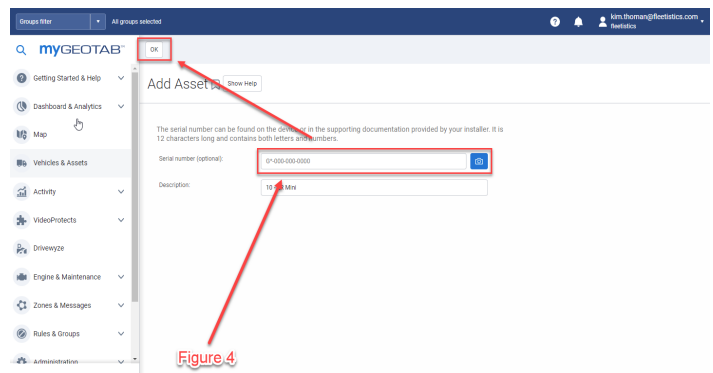 Groups filter
All groups selected
kim.thoman@fleetistics.com
fleetistics
myGEOTAB
OK
Getting Started & Help
Add Asset
Show Help
Dashboard & Analytics
Map
The serial number can be found on the device or in the supporting documentation provided by your installer. It is
12 characters long and contains both letters and numbers.
Vehicles & Assets
Serial number (optional):
0*-000-000-0000
Activity
Description:
Mini
VideoProtects
Drivewyze
Engine & Maintenance
Zones & Messages
Rules & Groups
Figure 4
Administration